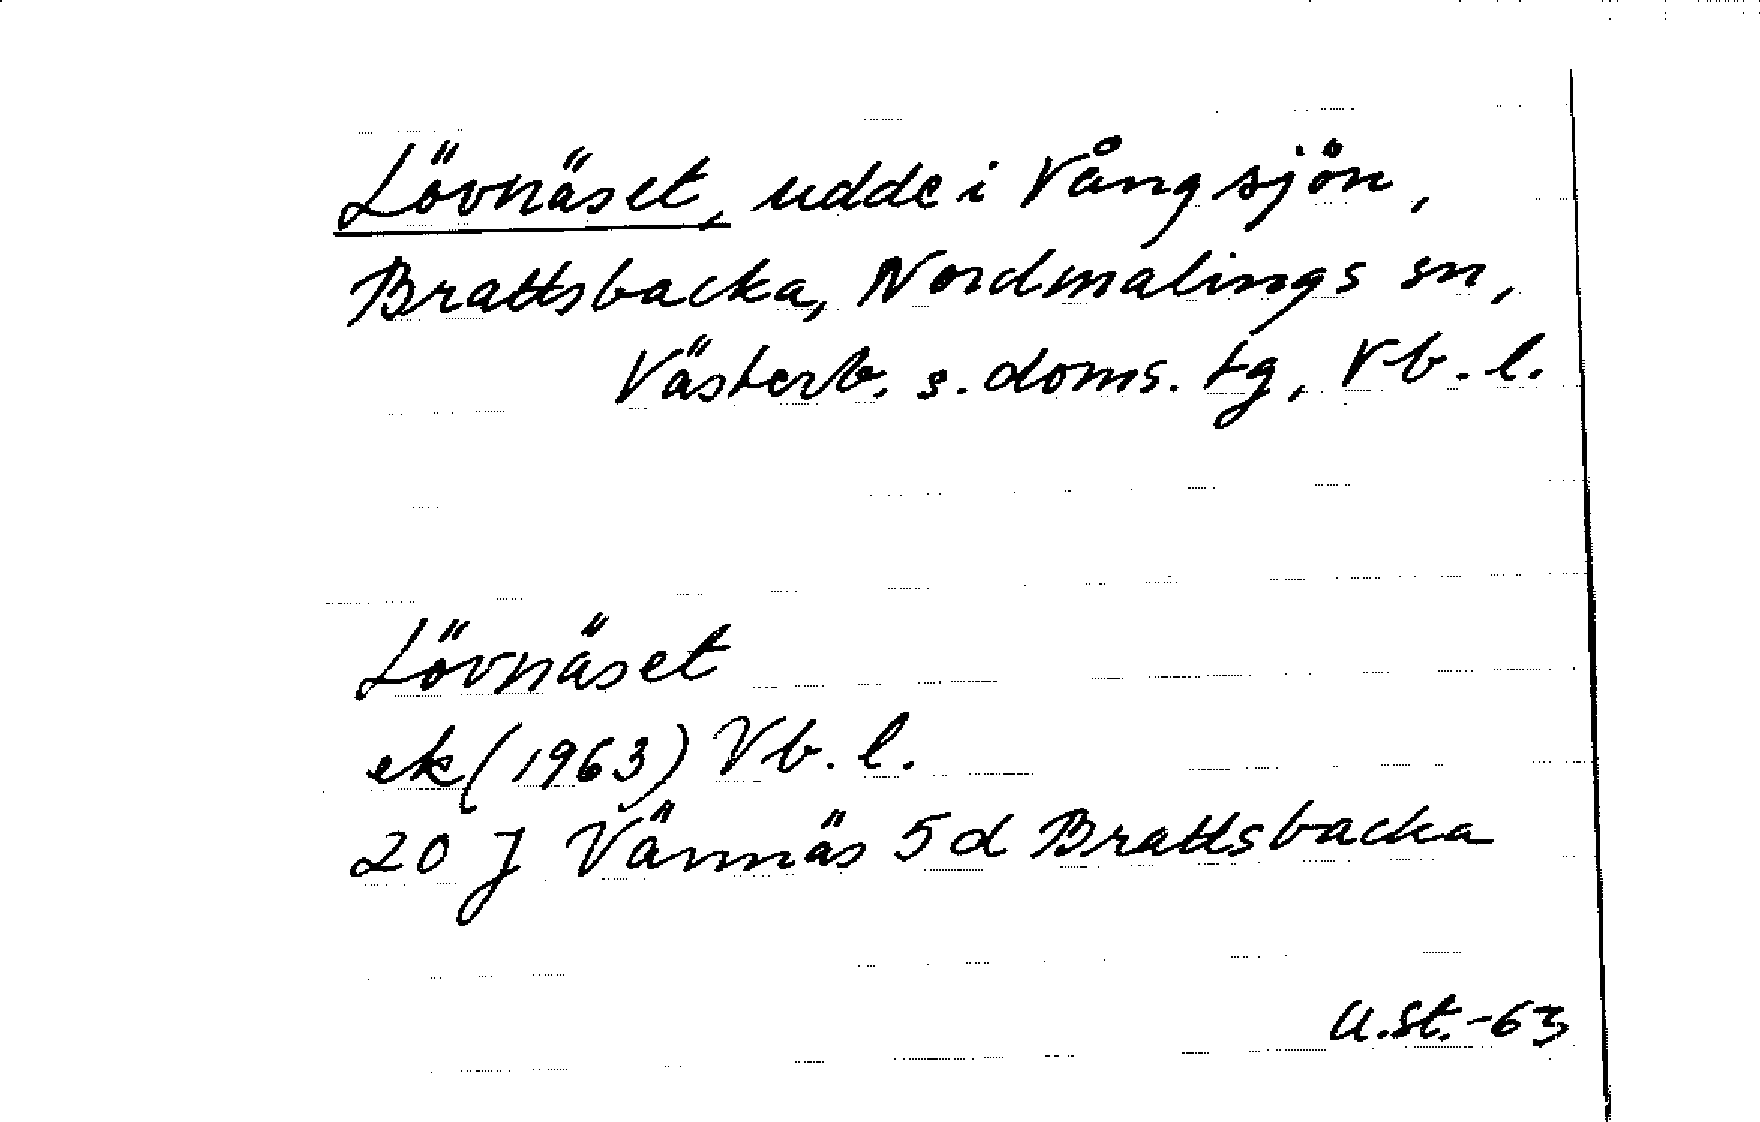 Lövnäset, udde i Vångsjön,
Brattsbacka, Nordmalings sn,
Västerb. s. doms. tg, Vb. l.
Lövnäset
ek (1963) Vb. l.
20 J Vännäs 5 d Brattsbacka
U.St.-63